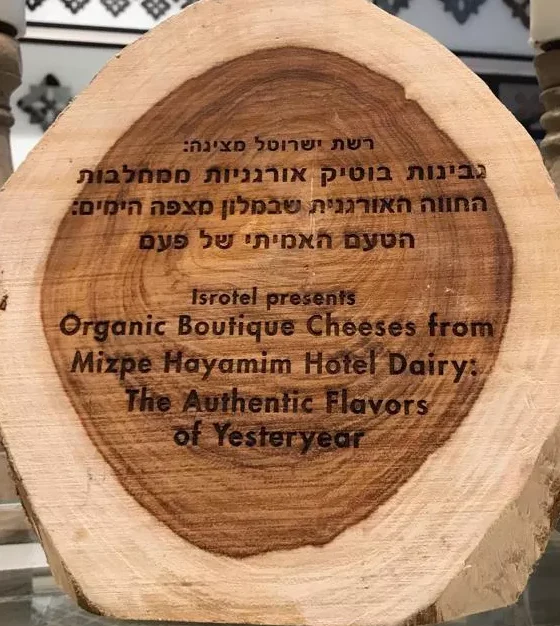 רשת ישרוטל מציגה:
גבינות בוטיק אורגניות ממחלבות
החווה האורגנית שבמלון מצפה הימים:
הטעם האמיתי של פעם
Isrotel presents
Organic Boutique Cheeses from
Mizpe Hayamim Hotel Dairy:
The Authentic Flavors
of Yesteryear